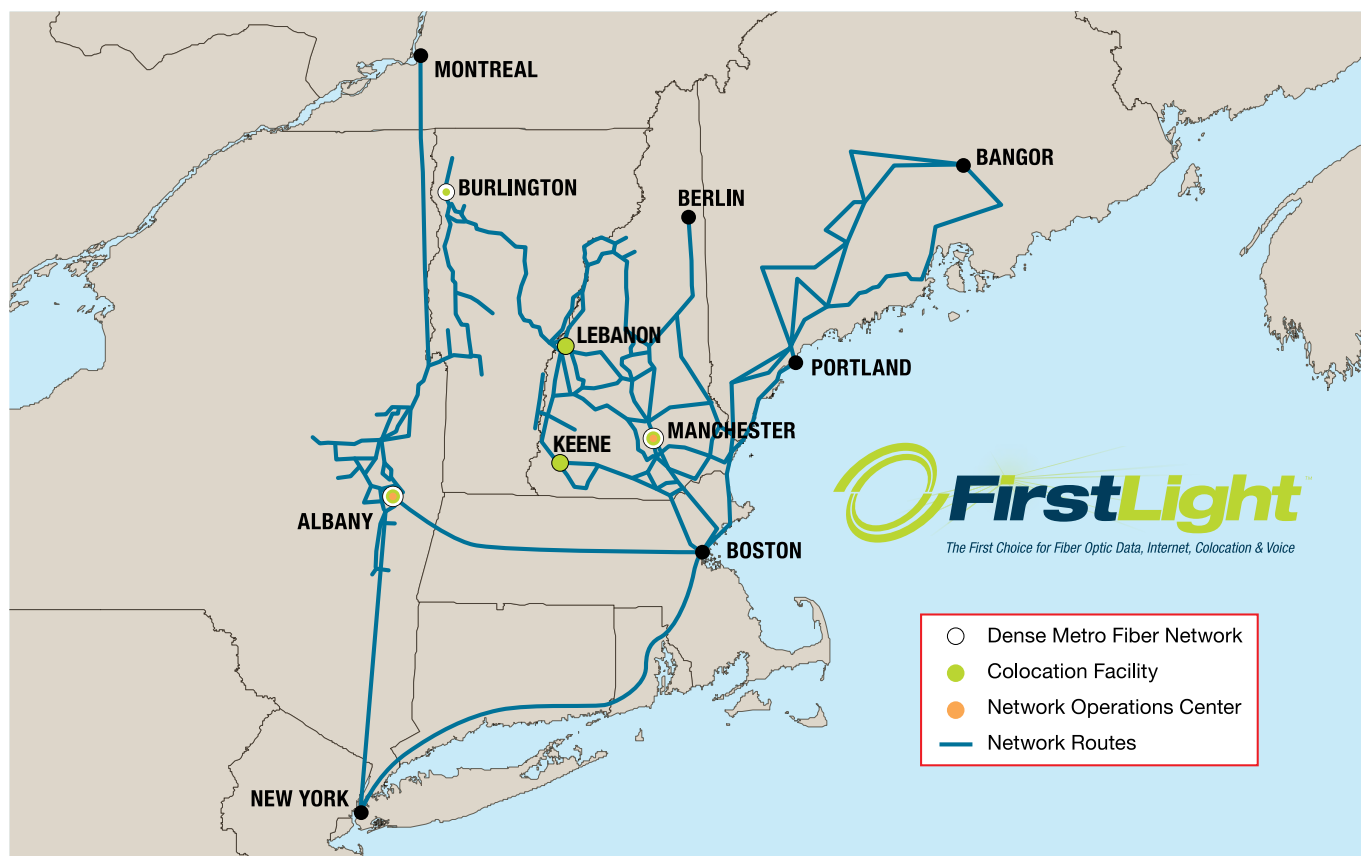 MONTREAL
BURLINGTON
BERLIN
BANGOR
LEBANON
PORTLAND
KEENE
MANCHESTER
ALBANY
BOSTON
NEW YORK
FirstLight™
The First Choice for Fiber Optic Data, Internet, Colocation & Voice
Dense Metro Fiber Network
Colocation Facility
Network Operations Center
Network Routes